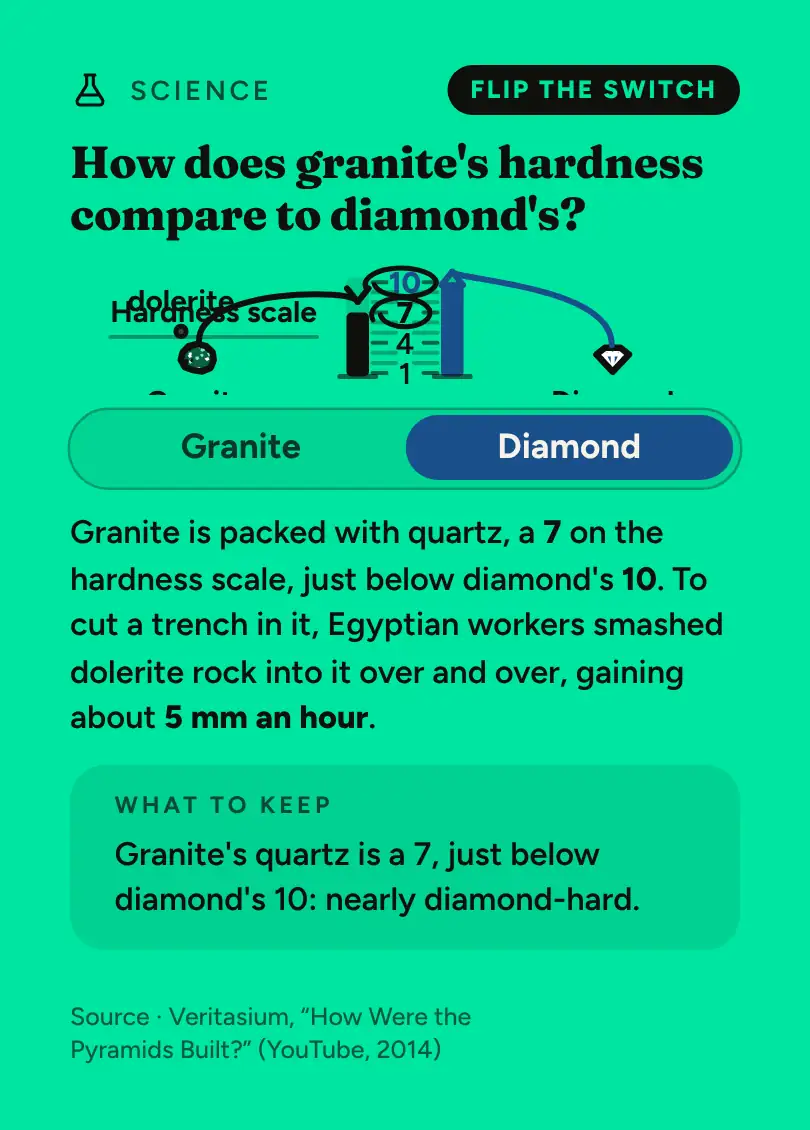 SCIENCE
FLIP THE SWITCH
How does granite's hardness
compare to diamond's?
dolerite
Hardness scale
10
7
4
1
Granite
Diamond
Granite is packed with quartz, a 7 on the
hardness scale, just below diamond's 10. To
cut a trench in it, Egyptian workers smashed
dolerite rock into it over and over, gaining
about 5 mm an hour.
WHAT TO KEEP
Granite's quartz is a 7, just below
diamond's 10: nearly diamond-hard.
Source · Veritasium, “How Were the
Pyramids Built?” (YouTube, 2014)